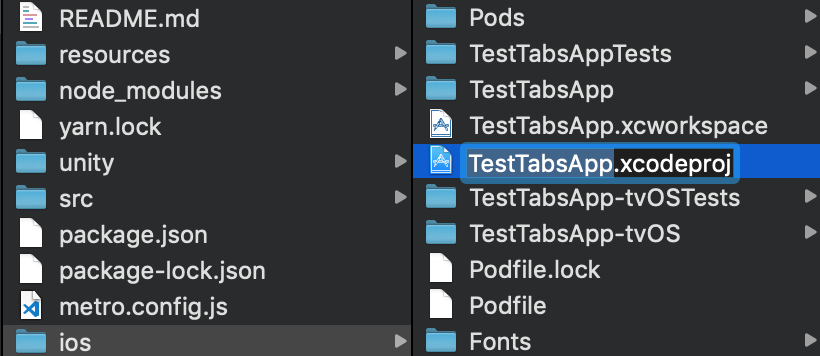 README.md
resources
node_modules
yarn.lock
unity
src
package.json
package-lock.json
metro.config.js
ios
Pods
TestTabsAppTests
TestTabsApp
TestTabsApp.xcworkspace
TestTabsApp.xcodeproj
TestTabsApp-tvOSTests
TestTabsApp-tvOS
Podfile.lock
Podfile
Fonts